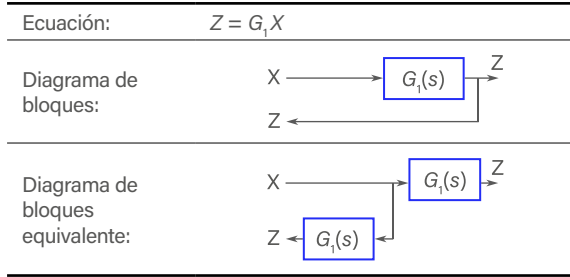 Ecuación: Z = G₁X
Diagrama de
bloques:
X G₁(s) Z
Z
Diagrama de
bloques
equivalente:
X G₁(s) Z
Z G₁(s)